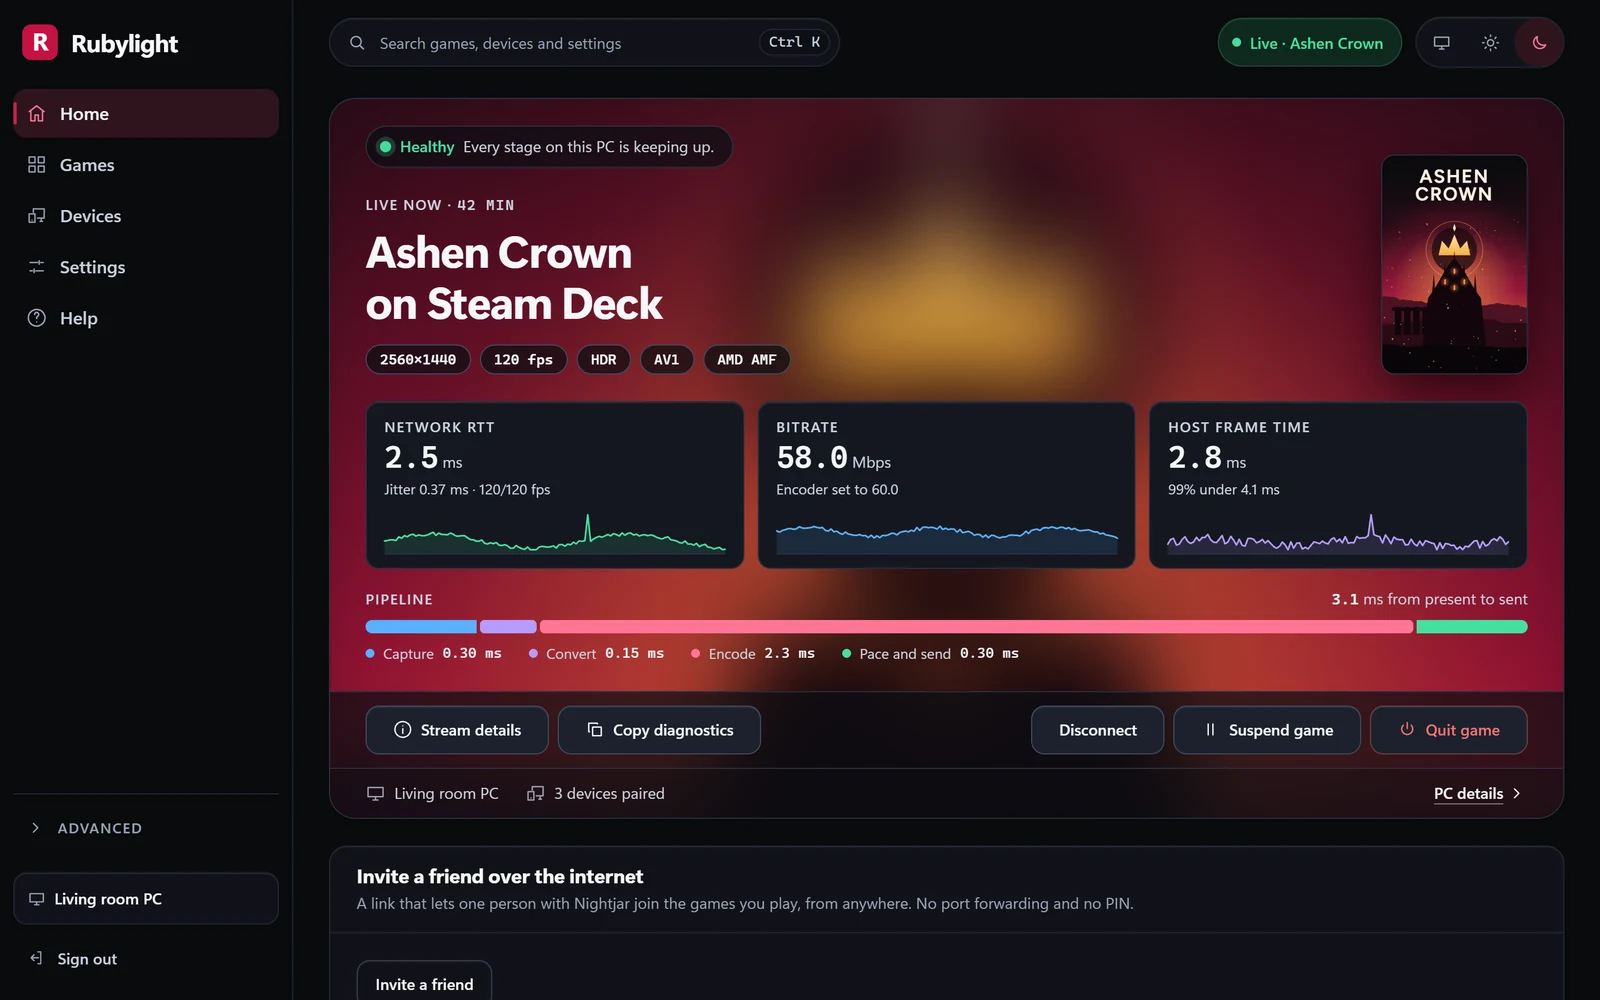 R Rubylight
Search games, devices and settings
Ctrl K
Live · Ashen Crown
Home
Games
Devices
Settings
Help
ADVANCED
Living room PC
Sign out
Healthy Every stage on this PC is keeping up.
LIVE NOW · 42 MIN
Ashen Crown
on Steam Deck
2560×1440
120 fps
HDR
AV1
AMD AMF
ASHEN
CROWN
NETWORK RTT
2.5 ms
Jitter 0.37 ms · 120/120 fps
BITRATE
58.0 Mbps
Encoder set to 60.0
HOST FRAME TIME
2.8 ms
99% under 4.1 ms
PIPELINE
3.1 ms from present to sent
Capture 0.30 ms
Convert 0.15 ms
Encode 2.3 ms
Pace and send 0.30 ms
Stream details
Copy diagnostics
Disconnect
Suspend game
Quit game
Living room PC
3 devices paired
PC details
Invite a friend over the internet
A link that lets one person with Nightjar join the games you play, from anywhere. No port forwarding and no PIN.
Invite a friend